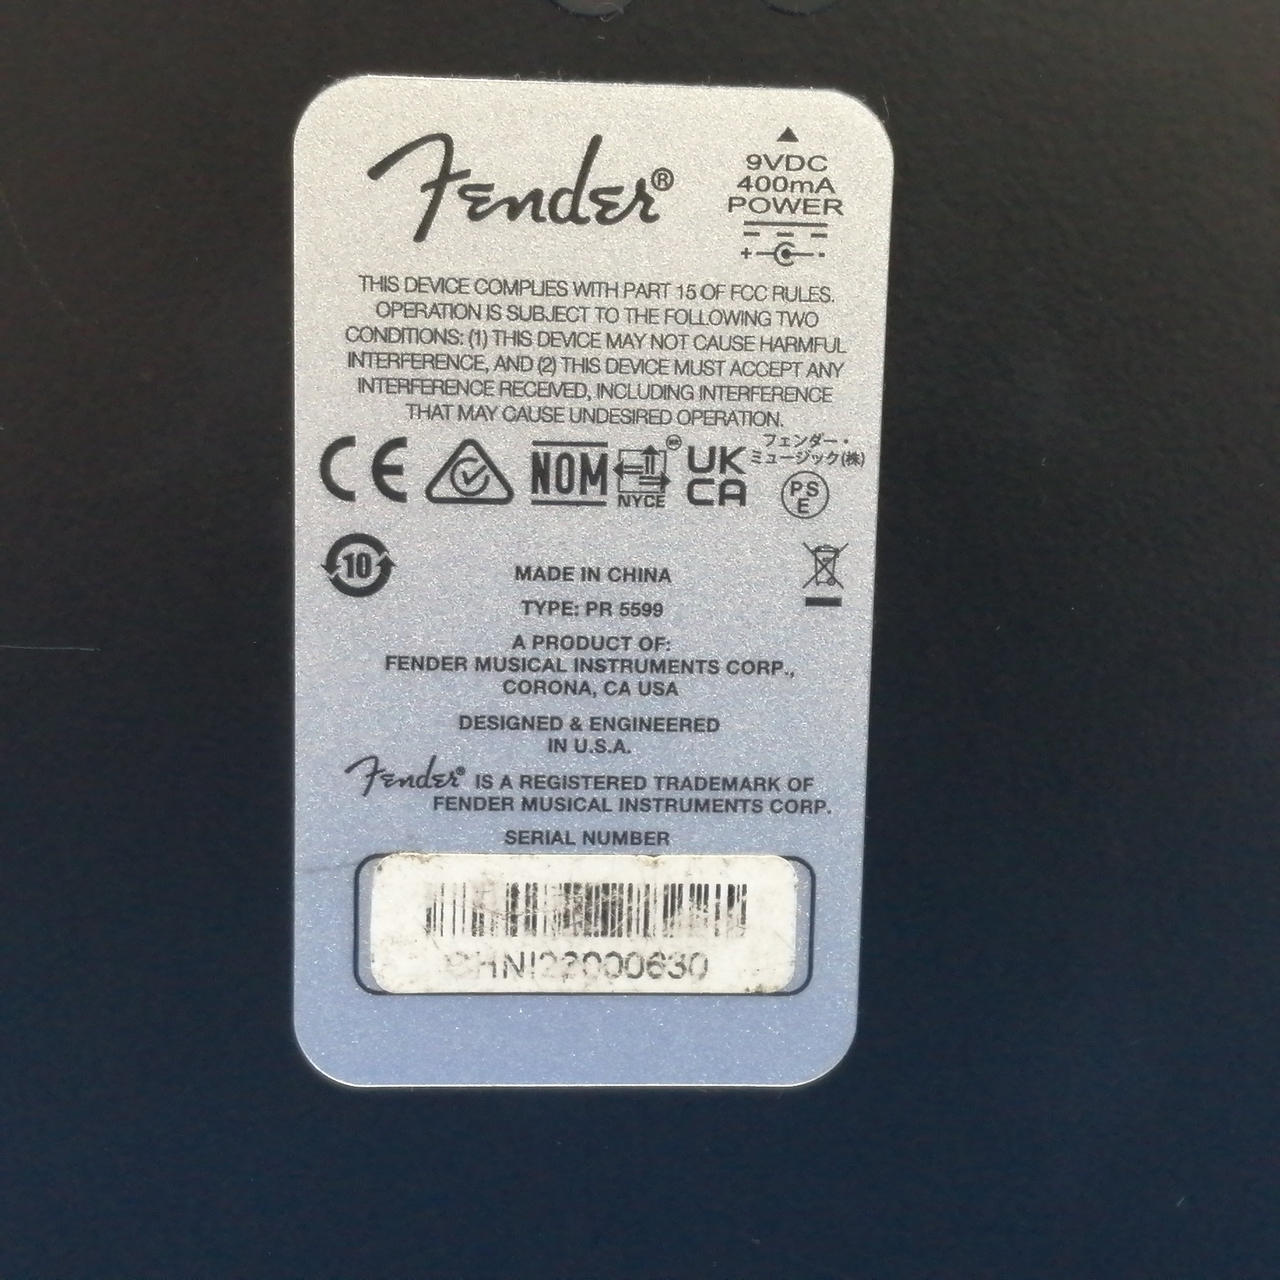 Fender®
9VDC
400mA
POWER
+ -
THIS DEVICE COMPLIES WITH PART 15 OF FCC RULES.
OPERATION IS SUBJECT TO THE FOLLOWING TWO
CONDITIONS: (1) THIS DEVICE MAY NOT CAUSE HARMFUL
INTERFERENCE, AND (2) THIS DEVICE MUST ACCEPT ANY
INTERFERENCE RECEIVED, INCLUDING INTERFERENCE
THAT MAY CAUSE UNDESIRED OPERATION.
CE
NOM
NYCE
UK
CA
フェンダー・
ミュージック(株)
PS
E
10
MADE IN CHINA
TYPE: PR 5599
A PRODUCT OF:
FENDER MUSICAL INSTRUMENTS CORP.,
CORONA, CA USA
DESIGNED & ENGINEERED
IN U.S.A.
Fender® IS A REGISTERED TRADEMARK OF
FENDER MUSICAL INSTRUMENTS CORP.
SERIAL NUMBER